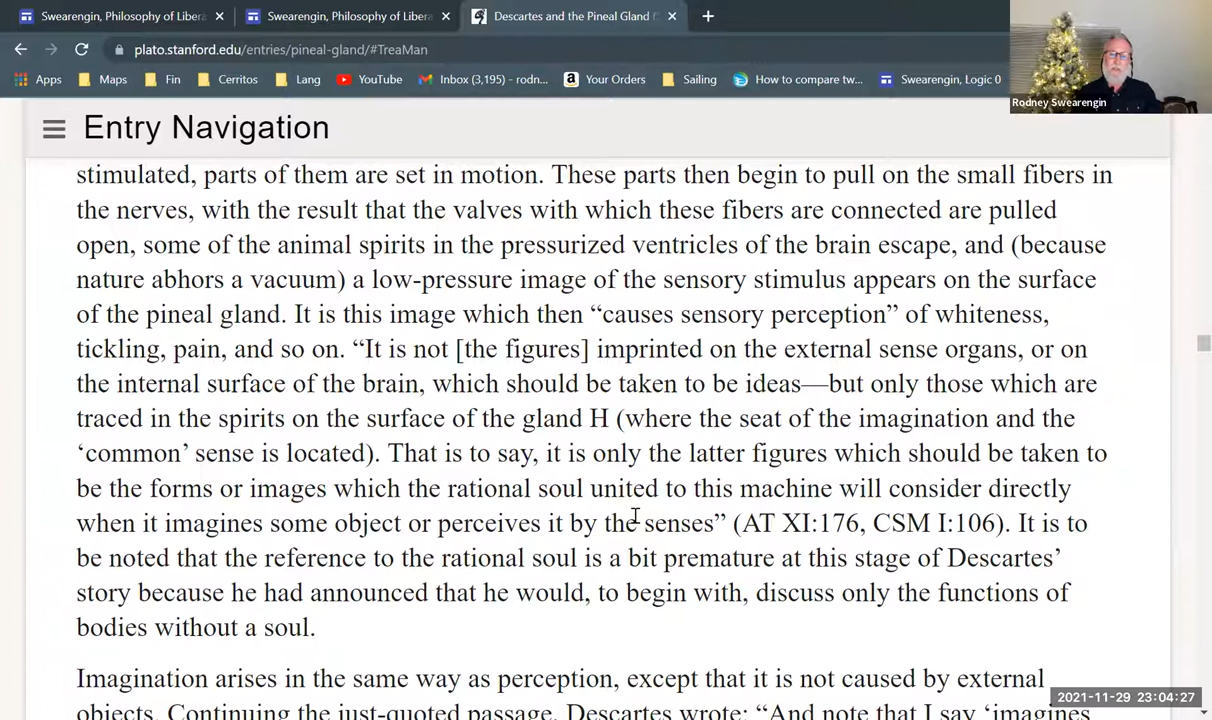 Swearengin, Philosophy of Libera
Swearengin, Philosophy of Libera
Descartes and the Pineal Gland (
plato.stanford.edu/entries/pineal-gland/#TreaMan
Apps Maps Fin Cerritos Lang YouTube Inbox (3,195) - rodn... Your Orders Sailing How to compare tw... Swearengin, Logic 0
Rodney Swearengin
Entry Navigation
stimulated, parts of them are set in motion. These parts then begin to pull on the small fibers in
the nerves, with the result that the valves with which these fibers are connected are pulled
open, some of the animal spirits in the pressurized ventricles of the brain escape, and (because
nature abhors a vacuum) a low-pressure image of the sensory stimulus appears on the surface
of the pineal gland. It is this image which then “causes sensory perception” of whiteness,
tickling, pain, and so on. “It is not [the figures] imprinted on the external sense organs, or on
the internal surface of the brain, which should be taken to be ideas—but only those which are
traced in the spirits on the surface of the gland H (where the seat of the imagination and the
‘common’ sense is located). That is to say, it is only the latter figures which should be taken to
be the forms or images which the rational soul united to this machine will consider directly
when it imagines some object or perceives it by the senses” (AT XI:176, CSM I:106). It is to
be noted that the reference to the rational soul is a bit premature at this stage of Descartes’
story because he had announced that he would, to begin with, discuss only the functions of
bodies without a soul.
Imagination arises in the same way as perception, except that it is not caused by external
objects. Continuing the just-quoted passage, Descartes wrote: “And note that I say ‘imagines
2021-11-29 23:04:27